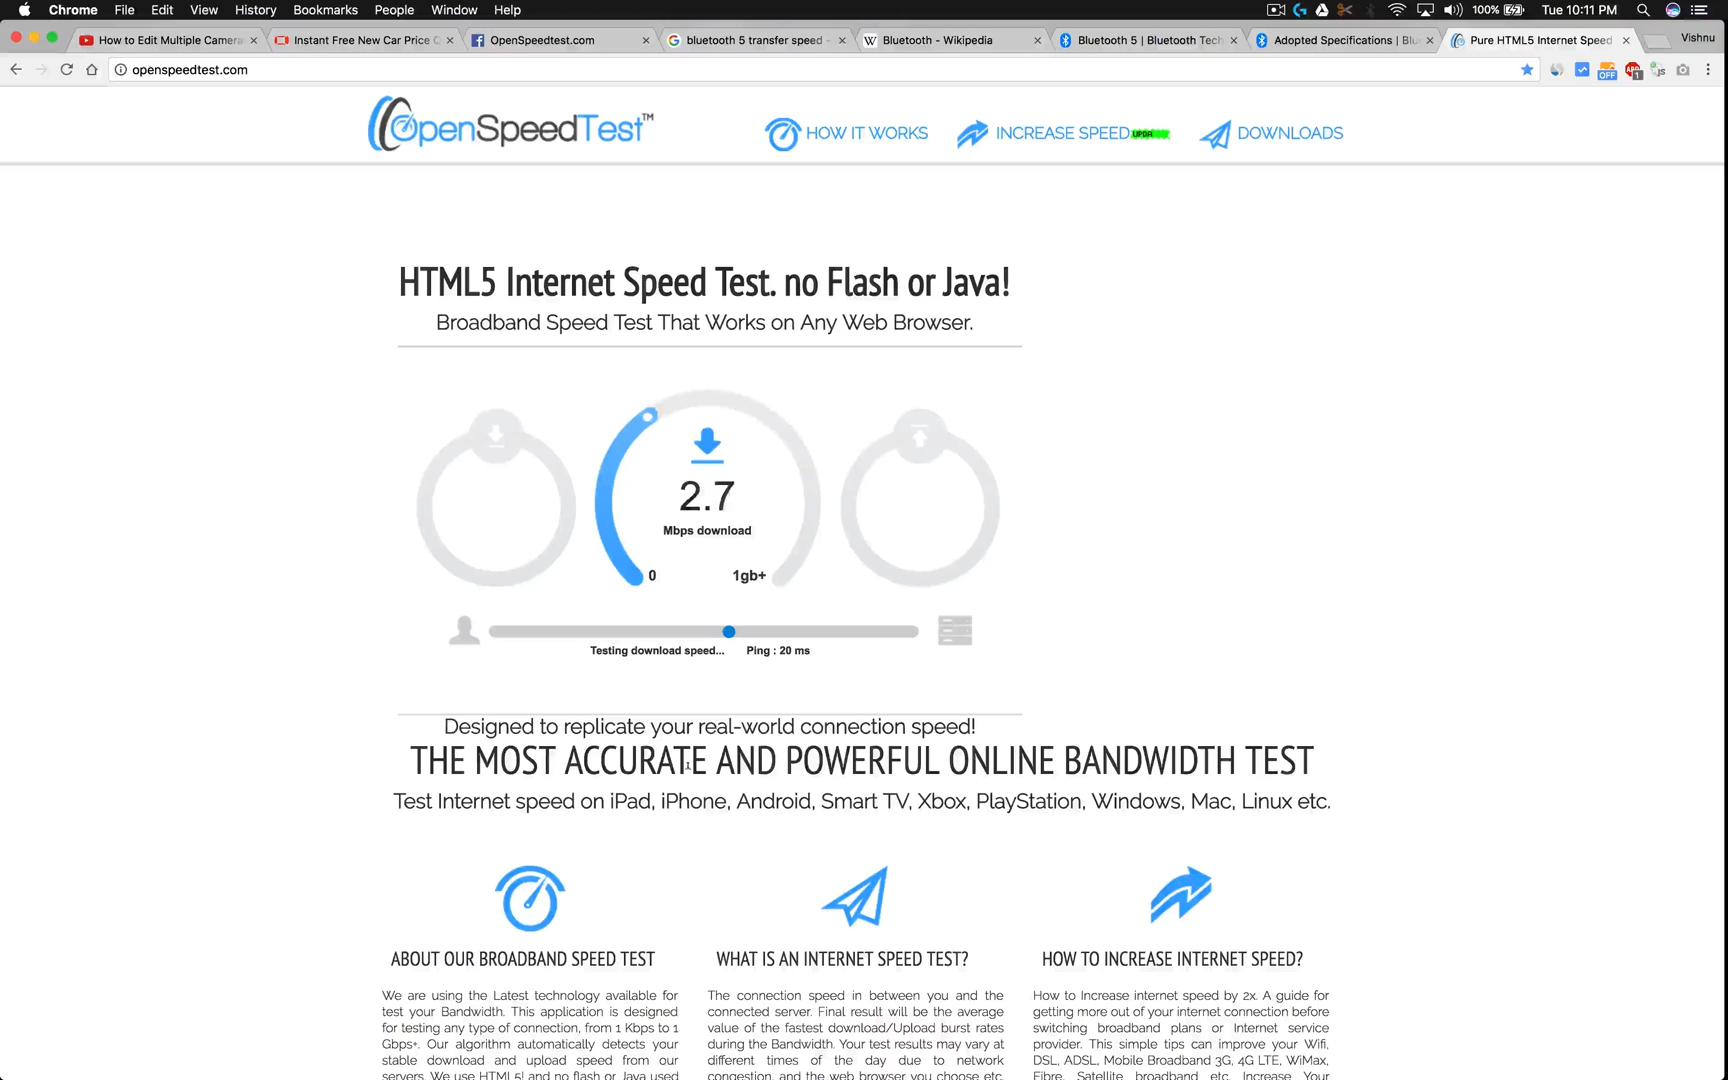 Chrome File Edit View History Bookmarks People Window Help 100% Tue 10:11 PM
How to Edit Multiple Camera Instant Free New Car Price Q OpenSpeedtest.com bluetooth 5 transfer speed - Bluetooth - Wikipedia Bluetooth 5 | Bluetooth Tech Adopted Specifications | Blu Pure HTML5 Internet Speed Vishnu
openspeedtest.com OFF ABP 1 JS
OpenSpeedTest™ HOW IT WORKS INCREASE SPEED UPDA DOWNLOADS
HTML5 Internet Speed Test. no Flash or Java!
Broadband Speed Test That Works on Any Web Browser.
2.7
Mbps download
0 1gb+
Testing download speed... Ping : 20 ms
Designed to replicate your real-world connection speed!
THE MOST ACCURATE AND POWERFUL ONLINE BANDWIDTH TEST
Test Internet speed on iPad, iPhone, Android, Smart TV, Xbox, PlayStation, Windows, Mac, Linux etc.
ABOUT OUR BROADBAND SPEED TEST
We are using the Latest technology available for
test your Bandwidth. This application is designed
for testing any type of connection, from 1 Kbps to 1
Gbps+. Our algorithm automatically detects your
stable download and upload speed from our
servers. We use HTML5! and no flash or Java used
WHAT IS AN INTERNET SPEED TEST?
The connection speed in between you and the
connected server. Final result will be the average
value of the fastest download/Upload burst rates
during the Bandwidth. Your test results may vary at
different times of the day due to network
congestion, and the web browser you choose etc.
HOW TO INCREASE INTERNET SPEED?
How to Increase internet speed by 2x. A guide for
getting more out of your internet connection before
switching broadband plans or Internet service
provider. This simple tips can improve your Wifi,
DSL, ADSL, Mobile Broadband 3G, 4G LTE, WiMax,
Fibre, Satellite broadband etc. Increase Your